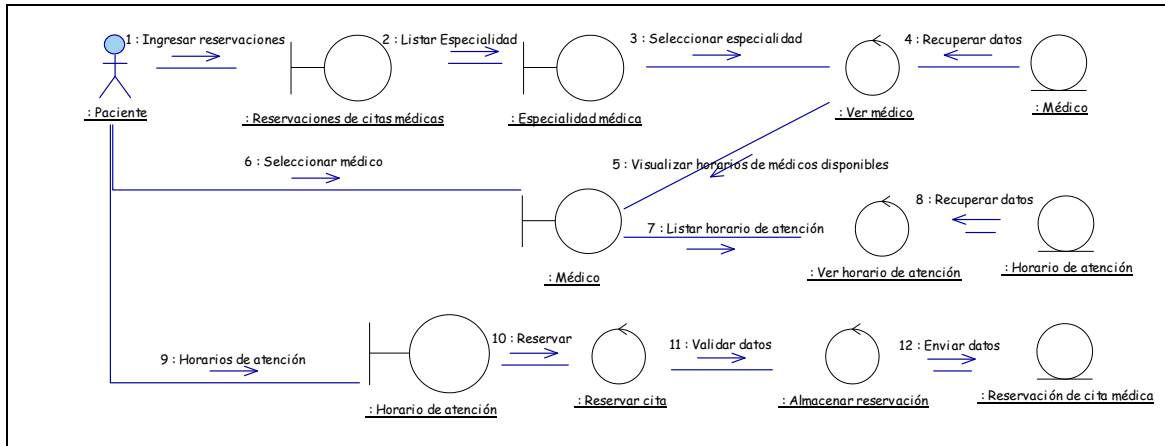 1 : Ingresar reservaciones
2 : Listar Especialidad
3 : Seleccionar especialidad
4 : Recuperar datos
: Paciente
: Reservaciones de citas médicas
: Especialidad médica
: Ver médico
: Médico
6 : Seleccionar médico
5 : Visualizar horarios de médicos disponibles
8 : Recuperar datos
7 : Listar horario de atención
: Médico
: Ver horario de atención
: Horario de atención
9 : Horarios de atención
10 : Reservar
11 : Validar datos
12 : Enviar datos
: Horario de atención
: Reservar cita
: Almacenar reservación
: Reservación de cita médica